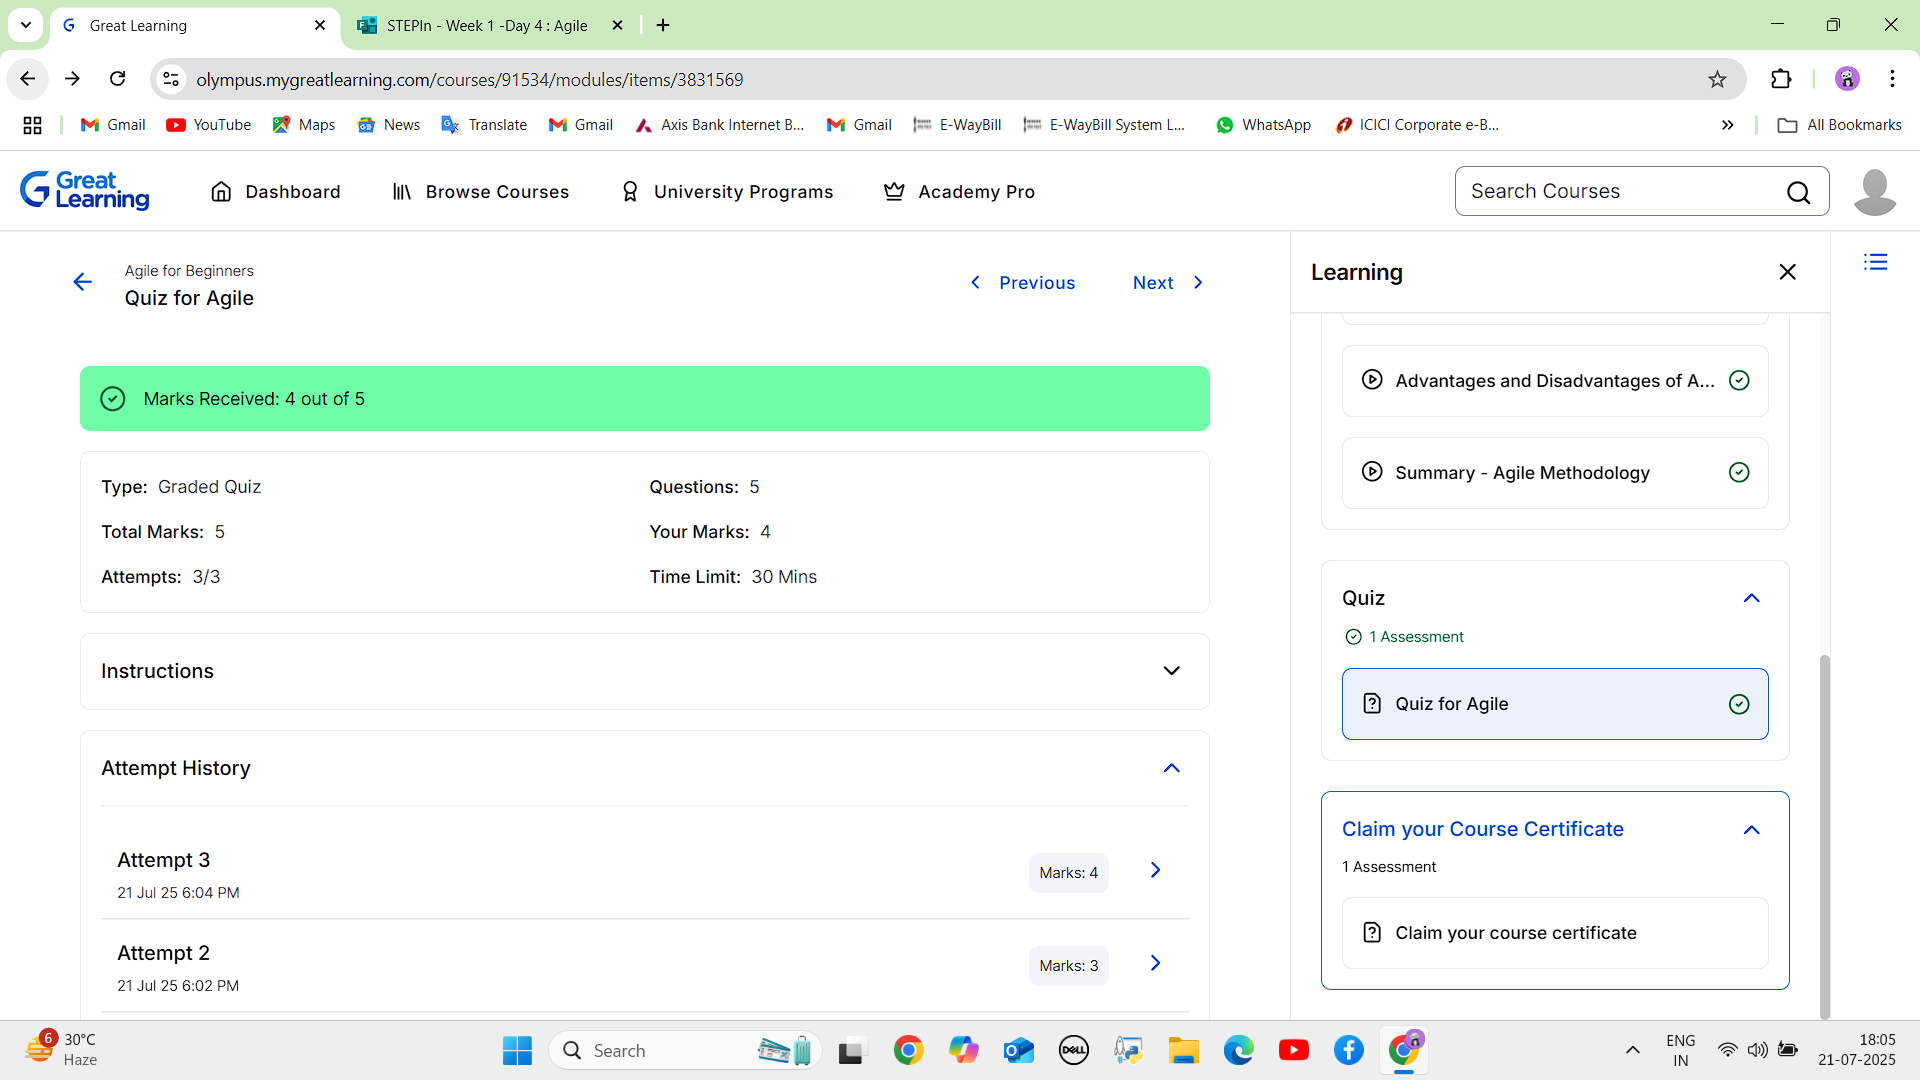 Great Learning
STEPIn - Week 1 -Day 4 : Agile
olympus.mygreatlearning.com/courses/91534/modules/items/3831569
Gmail
YouTube
Maps
News
Translate
Gmail
Axis Bank Internet B...
Gmail
E-WayBill
E-WayBill System L...
WhatsApp
ICICI Corporate e-B...
All Bookmarks
Great
Learning
Dashboard
Browse Courses
University Programs
Academy Pro
Search Courses
Agile for Beginners
Quiz for Agile
Previous
Next
Marks Received: 4 out of 5
Type: Graded Quiz
Questions: 5
Total Marks: 5
Your Marks: 4
Attempts: 3/3
Time Limit: 30 Mins
Instructions
Attempt History
Attempt 3
21 Jul 25 6:04 PM
Marks: 4
Attempt 2
21 Jul 25 6:02 PM
Marks: 3
Learning
Advantages and Disadvantages of A...
Summary - Agile Methodology
Quiz
1 Assessment
Quiz for Agile
Claim your Course Certificate
1 Assessment
Claim your course certificate
6
30°C
Haze
Search
DELL
ENG
IN
18:05
21-07-2025